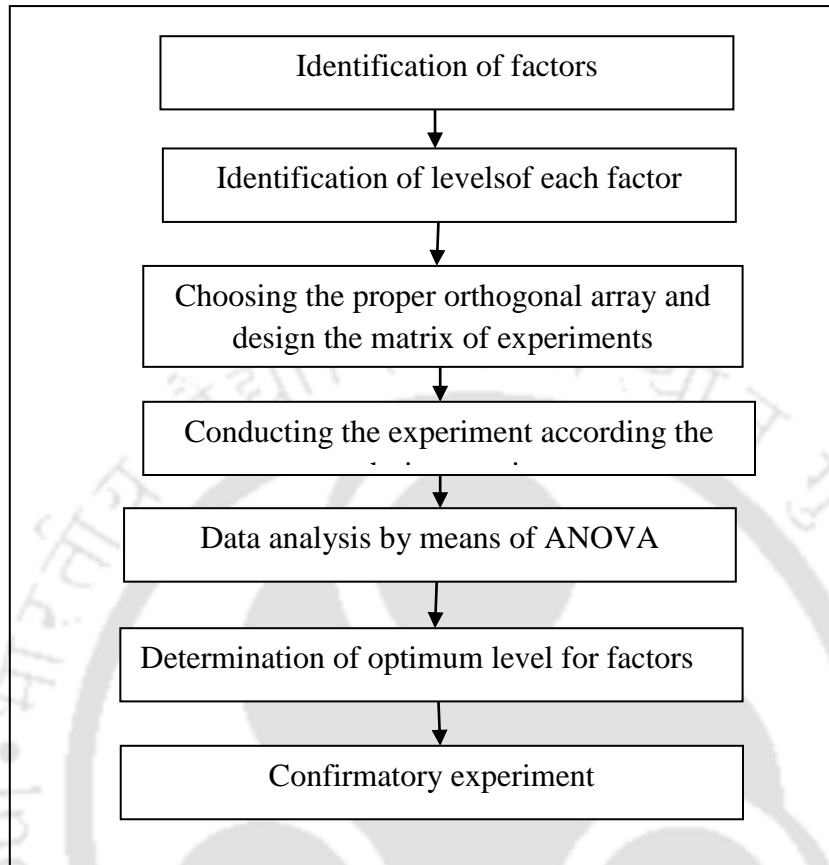 Identification of factors
Identification of levelsof each factor
Choosing the proper orthogonal array and
design the matrix of experiments
Conducting the experiment according the
Data analysis by means of ANOVA
Determination of optimum level for factors
Confirmatory experiment